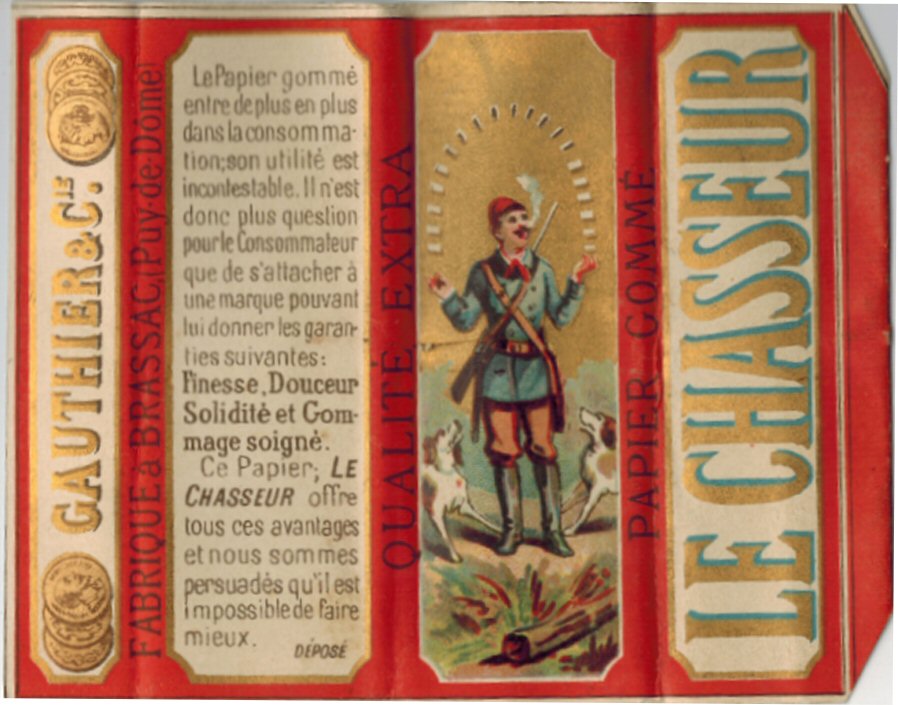 GAUTHIER & Cⁱᵉ.
FABRIQUE à BRASSAC (Puy-de-Dome)
Le Papier gommé
entre de plus en plus
dans la consomma-
tion; son utilité est
incontestable. Il n'est
donc plus question
pour le Consommateur
que de s'attacher à
une marque pouvant
lui donner les garan-
ties suivantes:
Finesse, Douceur
Solidité et Gom-
mage soigné.
Ce Papier; LE
CHASSEUR offre
tous ces avantages
et nous sommes
persuadés qu'il est
impossible de faire
mieux.
DÉPOSÉ
QUALITÉ EXTRA
PAPIER GOMMÉ
LE CHASSEUR